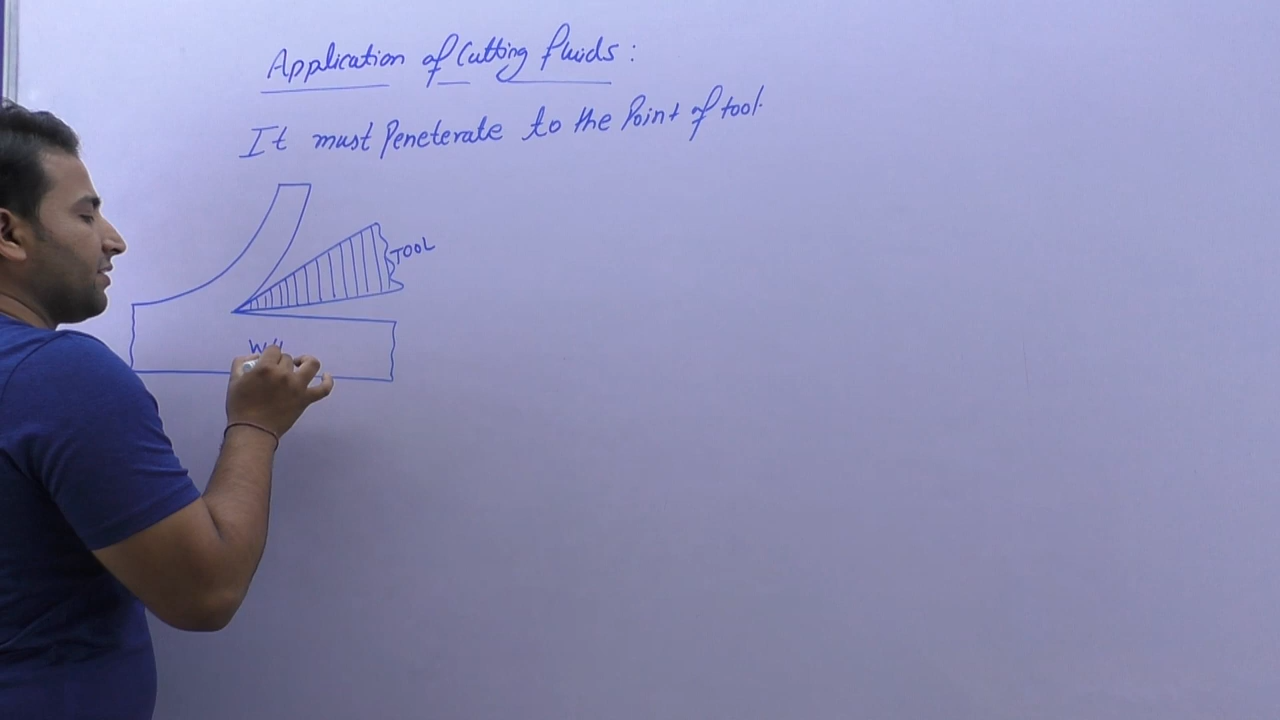 Application of Cutting fluids:
It must Peneterate to the Point of tool.
TOOL